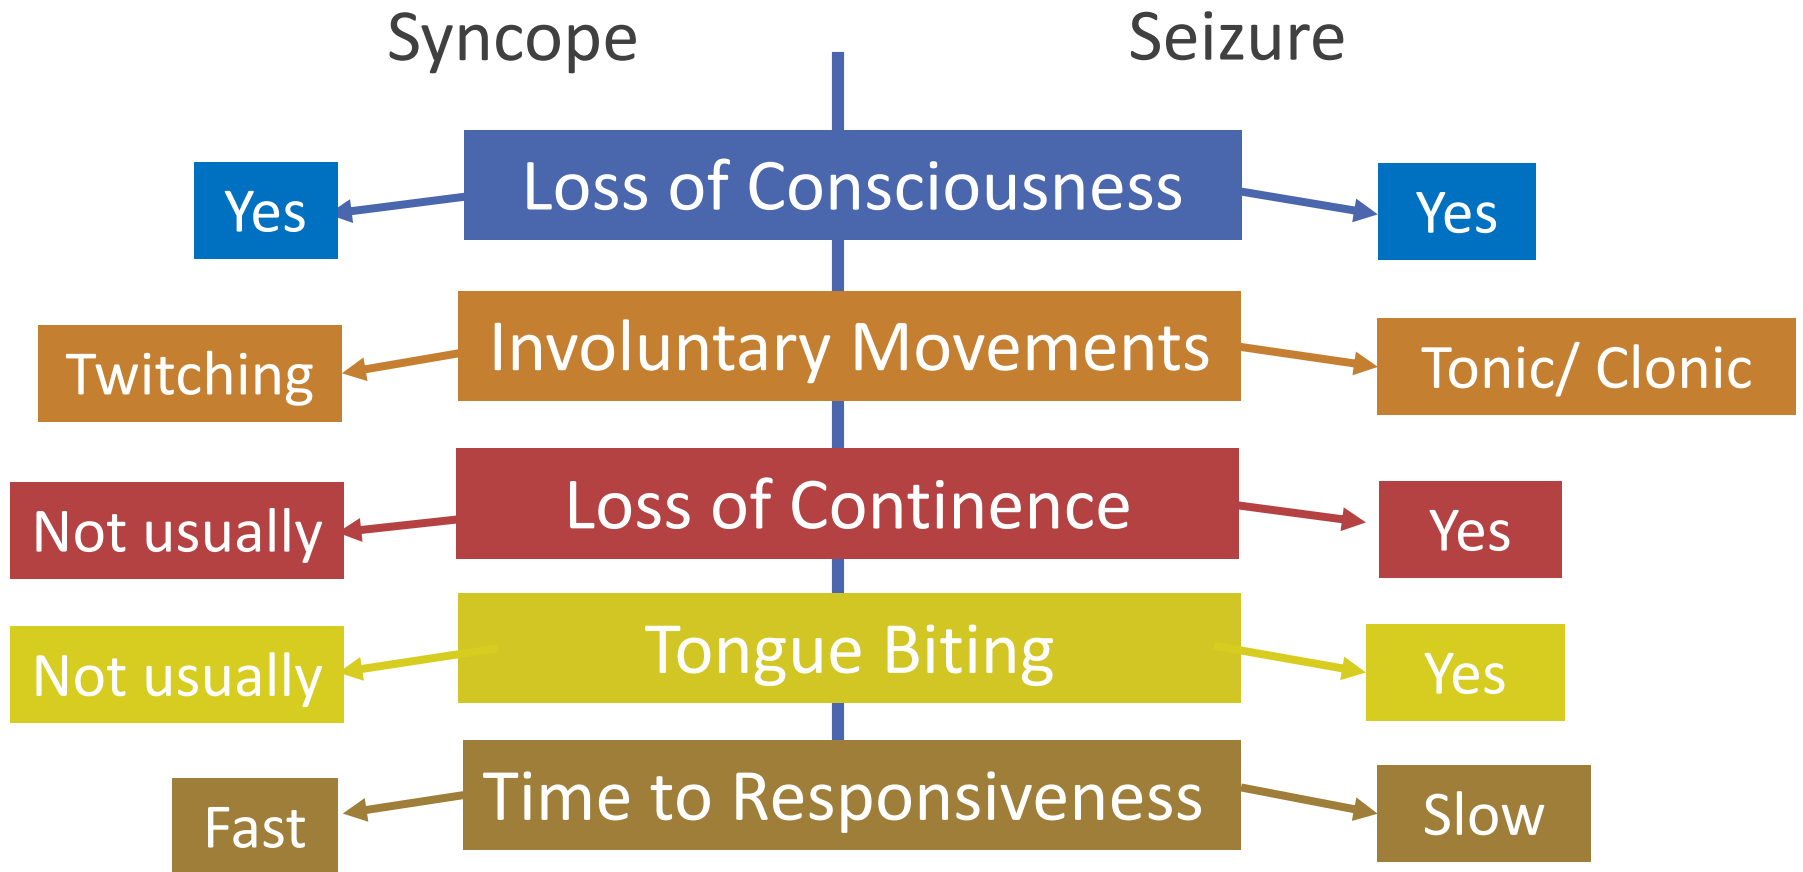 Syncope
Seizure
Yes
Loss of Consciousness
Yes
Twitching
Involuntary Movements
Tonic/ Clonic
Not usually
Loss of Continence
Yes
Not usually
Tongue Biting
Yes
Fast
Time to Responsiveness
Slow